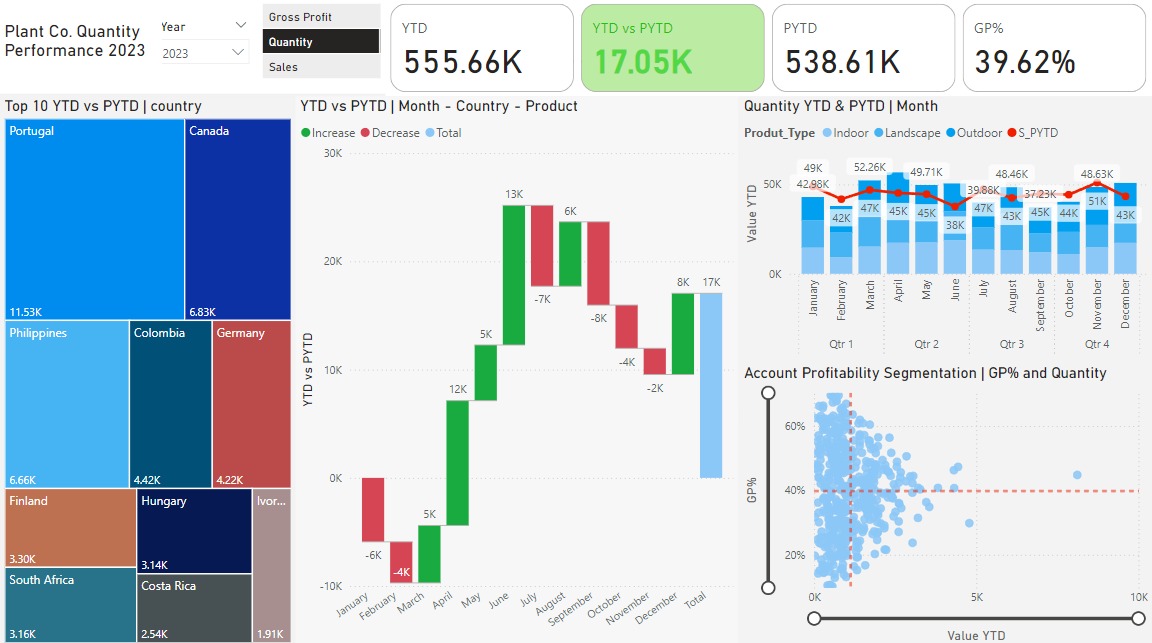 Plant Co. Quantity
Performance 2023
Year
2023
Gross Profit
Quantity
Sales
YTD
555.66K
YTD vs PYTD
17.05K
PYTD
538.61K
GP%
39.62%
Top 10 YTD vs PYTD | country
Portugal
11.53K
Canada
6.83K
Philippines
6.66K
Colombia
4.42K
Germany
4.22K
Finland
3.30K
South Africa
3.16K
Hungary
3.14K
Costa Rica
2.54K
Ivor...
1.91K
YTD vs PYTD | Month - Country - Product
Increase Decrease Total
YTD vs PYTD
30K
20K
10K
0K
-10K
-6K
-4K
5K
12K
5K
13K
-7K
6K
-8K
-4K
-2K
8K
17K
January
February
March
April
May
June
July
August
September
October
November
December
Total
Quantity YTD & PYTD | Month
Produt_Type Indoor Landscape Outdoor S_PYTD
Value YTD
50K
0K
49K
42.98K
52.26K
49.71K
39.88K
48.46K
37.23K
48.63K
42K
47K
45K
45K
38K
47K
43K
45K
44K
51K
43K
January
February
March
April
May
June
July
August
September
October
November
December
Qtr 1
Qtr 2
Qtr 3
Qtr 4
Account Profitability Segmentation | GP% and Quantity
GP%
60%
40%
20%
0K
5K
10K
Value YTD